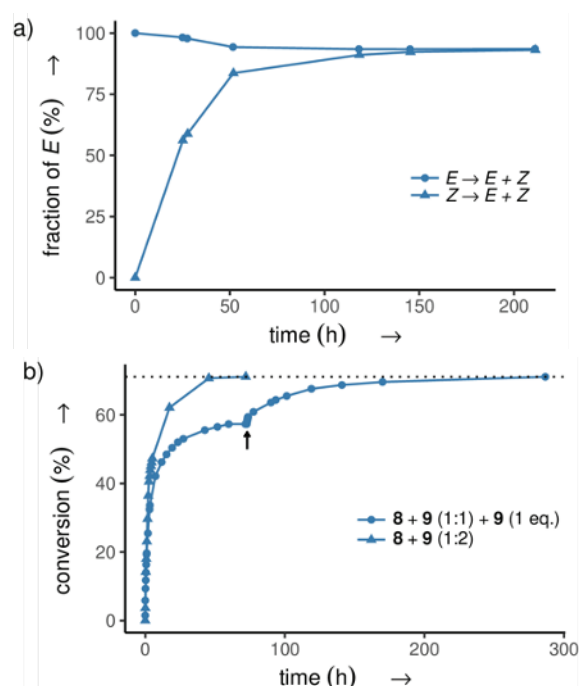 a)
fraction of E (%) →
100
75
50
25
0
E → E + Z
Z → E + Z
0 50 100 150 200
time (h) →
b)
conversion (%) →
60
40
20
0
8 + 9 (1:1) + 9 (1 eq.)
8 + 9 (1:2)
0 100 200 300
time (h) →